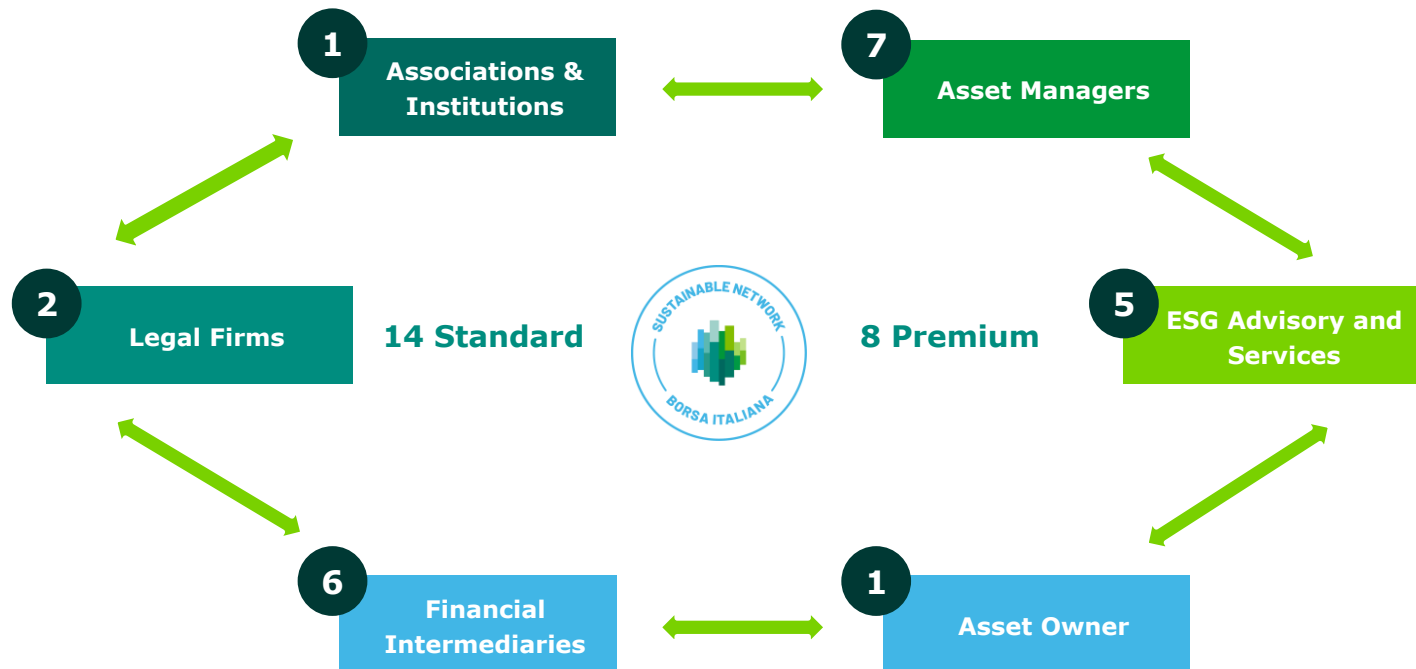 1
Associations &
Institutions
7
Asset Managers
2
Legal Firms
14 Standard
SUSTAINABLE NETWORK
BORSA ITALIANA
8 Premium
5
ESG Advisory and
Services
6
Financial
Intermediaries
1
Asset Owner